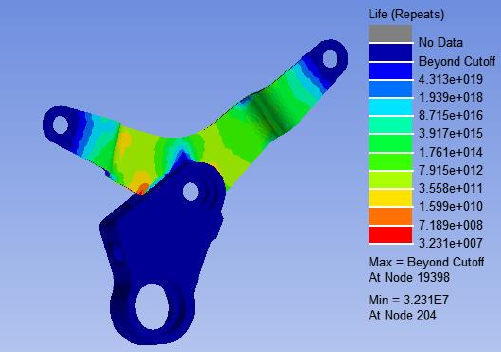 Life (Repeats)
No Data
Beyond Cutoff
4.313e+019
1.939e+018
8.715e+016
3.917e+015
1.761e+014
7.915e+012
3.558e+011
1.599e+010
7.189e+008
3.231e+007
Max = Beyond Cutoff
At Node 19398
Min = 3.231E7
At Node 204